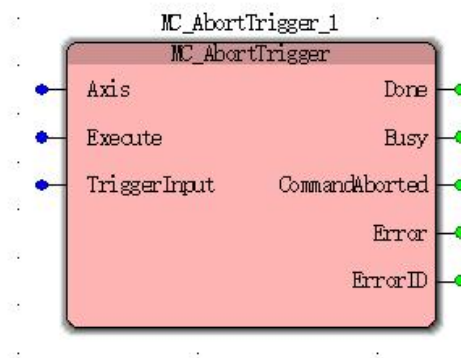 MC_AbortTrigger_1
MC_AbortTrigger
Axis Done
Execute Busy
TriggerInput CommandAborted
Error
ErrorID